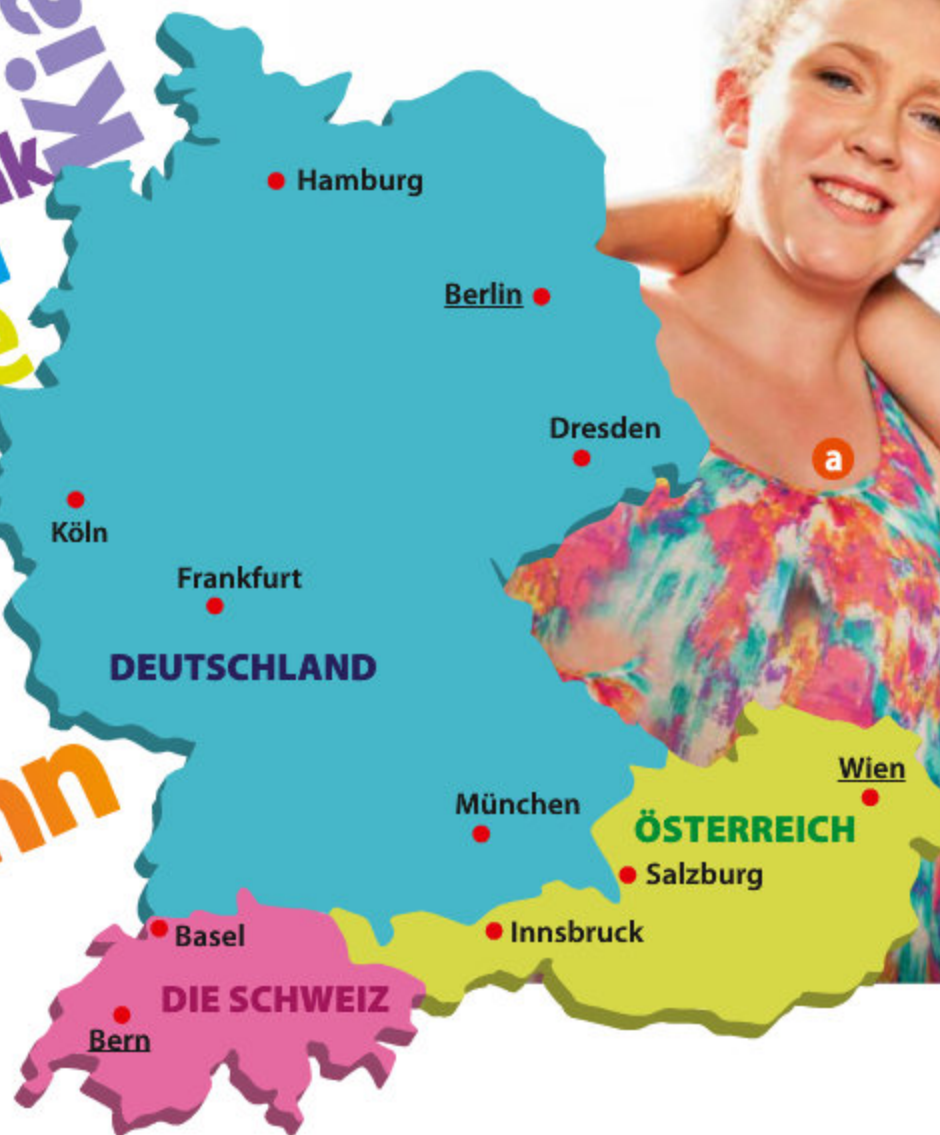 Hamburg
Berlin
Dresden
a
Köln
Frankfurt
DEUTSCHLAND
Wien
München
ÖSTERREICH
Salzburg
Innsbruck
Basel
DIE SCHWEIZ
Bern